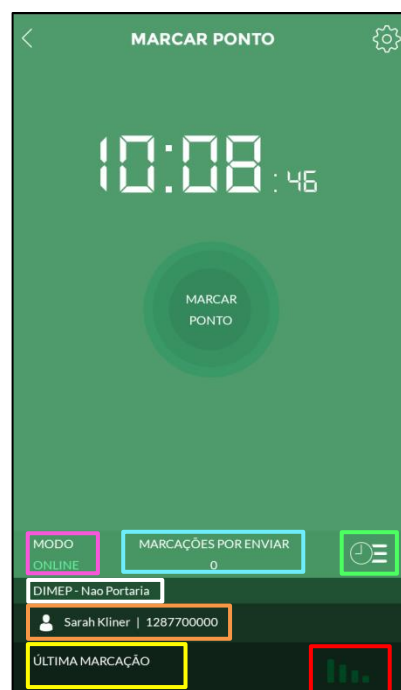 MARCAR PONTO
10:08:46
MARCAR
PONTO
MODO
MARCAÇÕES POR ENVIAR
ONLINE
0
DIMEP - Nao Portaria
Sarah Kliner | 1287700000
ÚLTIMA MARCAÇÃO